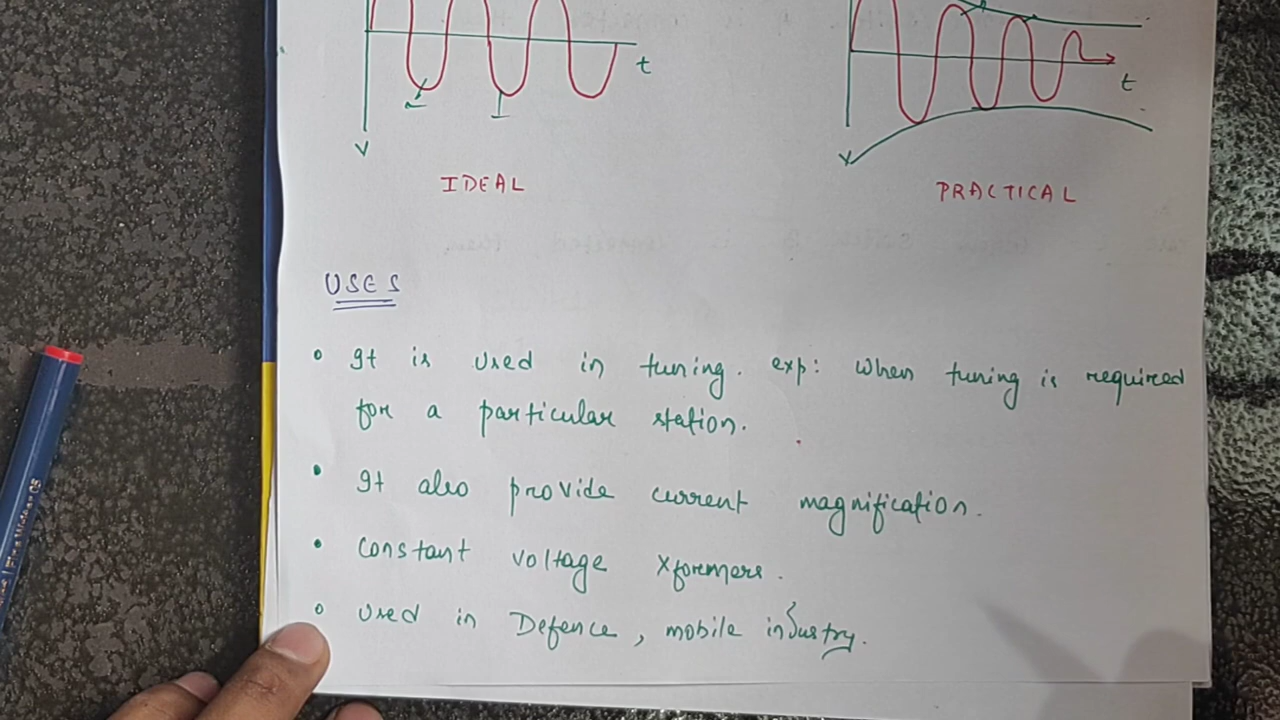 t
t
IDEAL
PRACTICAL
USES
It is used in tuning. exp: when tuning is required
for a particular station.
It also provide current magnification.
Constant voltage Xformers.
Used in Defence, mobile industry.